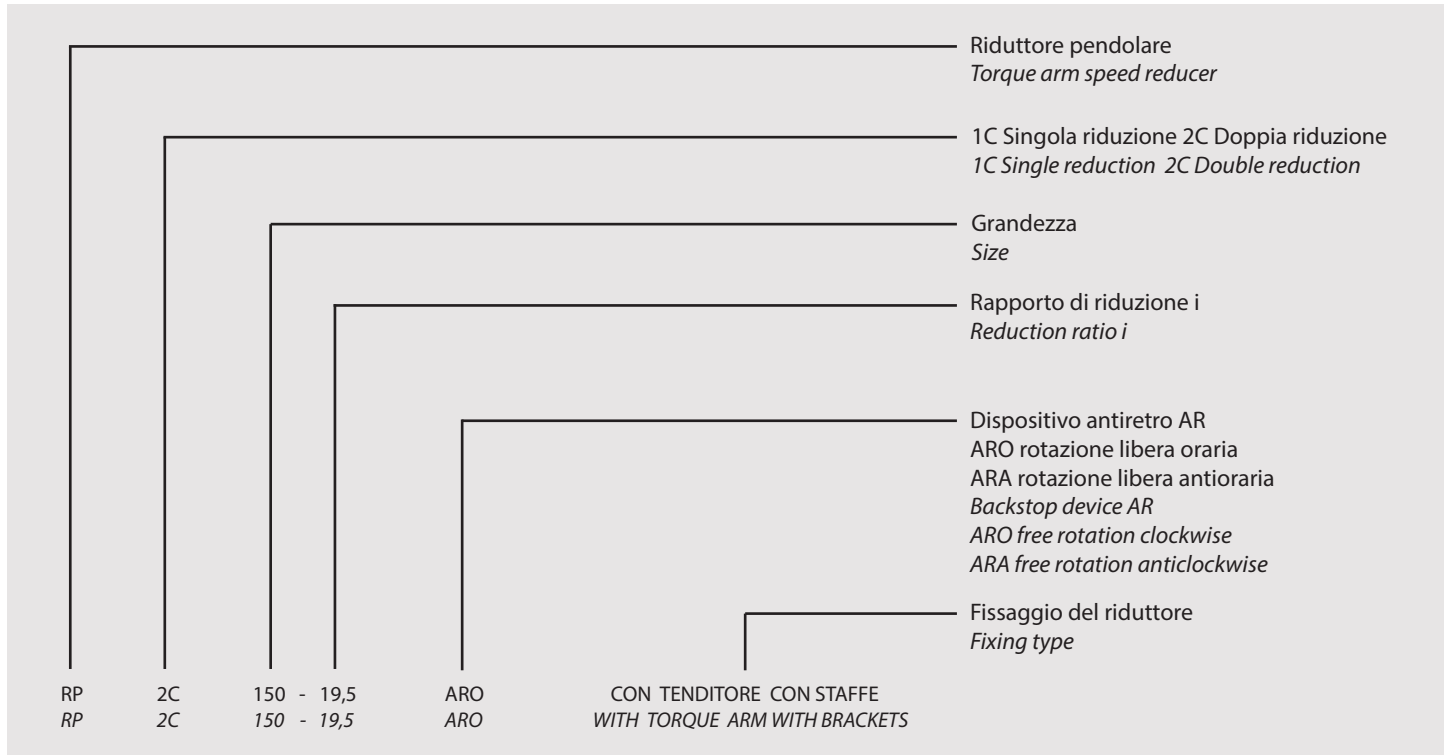 Riduttore pendolare
Torque arm speed reducer
1C Singola riduzione 2C Doppia riduzione
1C Single reduction 2C Double reduction
Grandezza
Size
Rapporto di riduzione i
Reduction ratio i
Dispositivo antiretro AR
ARO rotazione libera oraria
ARA rotazione libera antioraria
Backstop device AR
ARO free rotation clockwise
ARA free rotation anticlockwise
Fissaggio del riduttore
Fixing type
RP 2C 150 - 19,5 ARO CON TENDITORE CON STAFFE
RP 2C 150 - 19,5 ARO WITH TORQUE ARM WITH BRACKETS